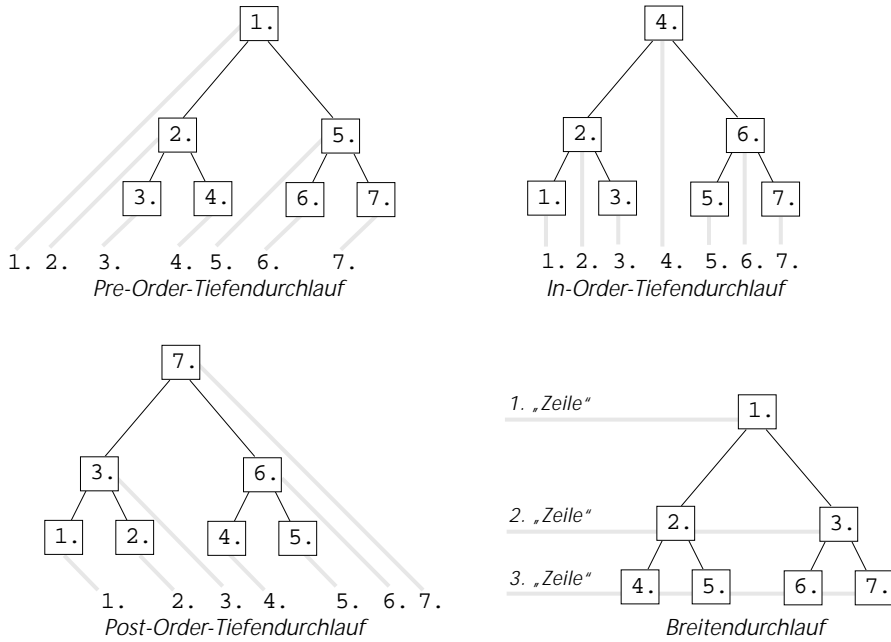 1.
2. 5.
3. 4. 6. 7.
1. 2. 3. 4. 5. 6. 7.
Pre-Order-Tiefendurchlauf
4.
2. 6.
1. 3. 5. 7.
1. 2. 3. 4. 5. 6. 7.
In-Order-Tiefendurchlauf
7.
3. 6.
1. 2. 4. 5.
1. 2. 3. 4. 5. 6. 7.
Post-Order-Tiefendurchlauf
1. „Zeile“ 1.
2. „Zeile“ 2. 3.
3. „Zeile“ 4. 5. 6. 7.
Breitendurchlauf